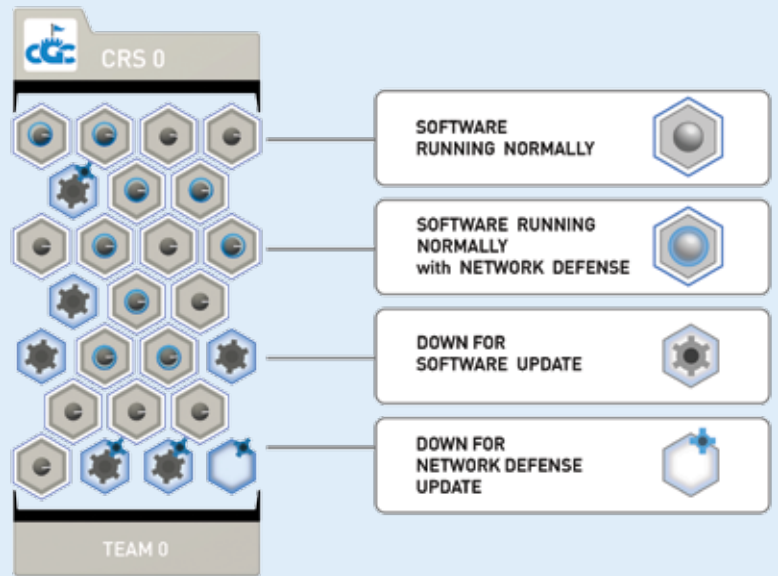 CGC
CRS 0
SOFTWARE
RUNNING NORMALLY
SOFTWARE RUNNING
NORMALLY
with NETWORK DEFENSE
DOWN FOR
SOFTWARE UPDATE
DOWN FOR
NETWORK DEFENSE
UPDATE
TEAM 0